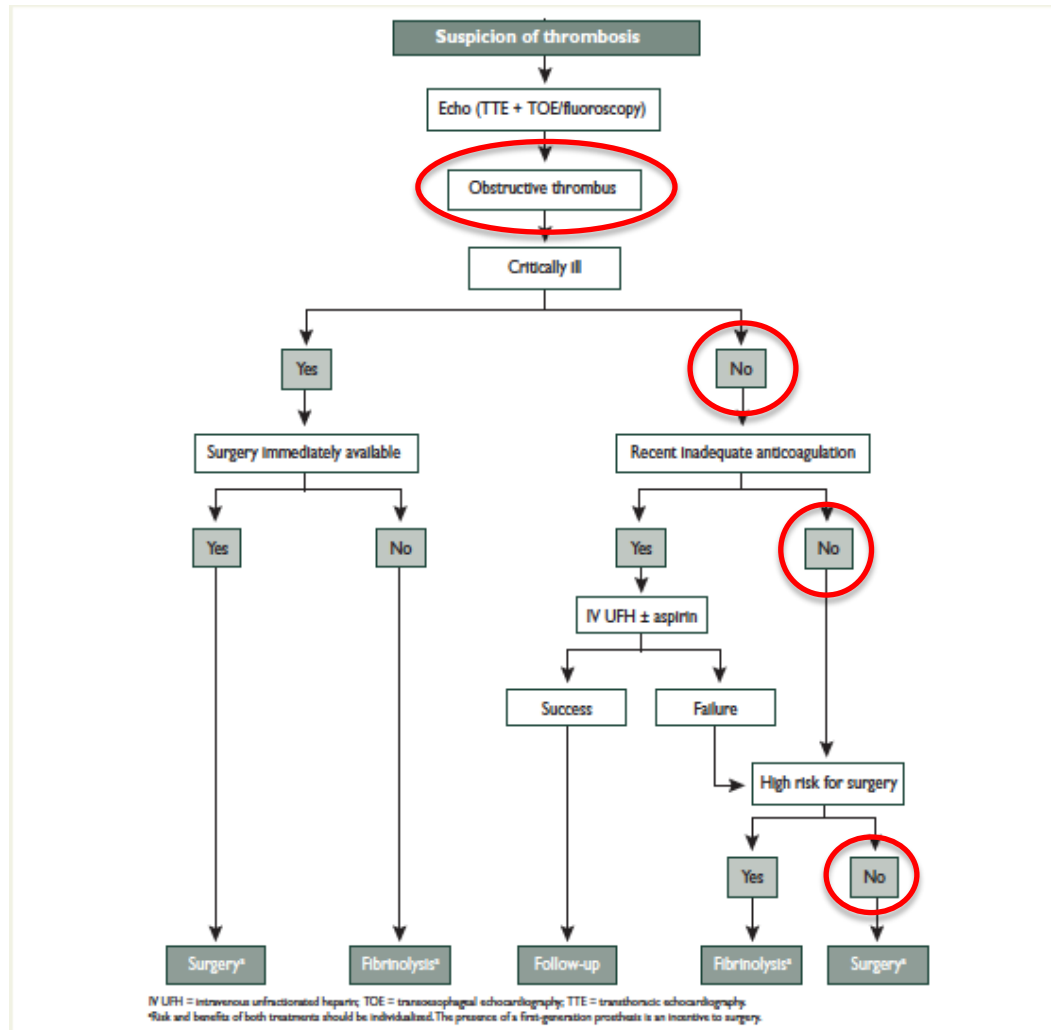 Suspicion of thrombosis
Echo (TTE + TOE/fluoroscopy)
Obstructive thrombus
Critically ill
Yes
No
Surgery immediately available
Recent inadequate anticoagulation
Yes
No
Yes
No
IV UFH ± aspirin
Success
Failure
High risk for surgery
Yes
No
Surgeryᵃ
Fibrinolysisᵃ
Follow-up
Fibrinolysisᵃ
Surgeryᵃ
IV UFH = intravenous unfractionated heparin; TOE = transoesophageal echocardiography; TTE = transthoracic echocardiography.
ᵃRisk and benefits of both treatments should be individualized. The presence of a first-generation prosthesis is an incentive to surgery.